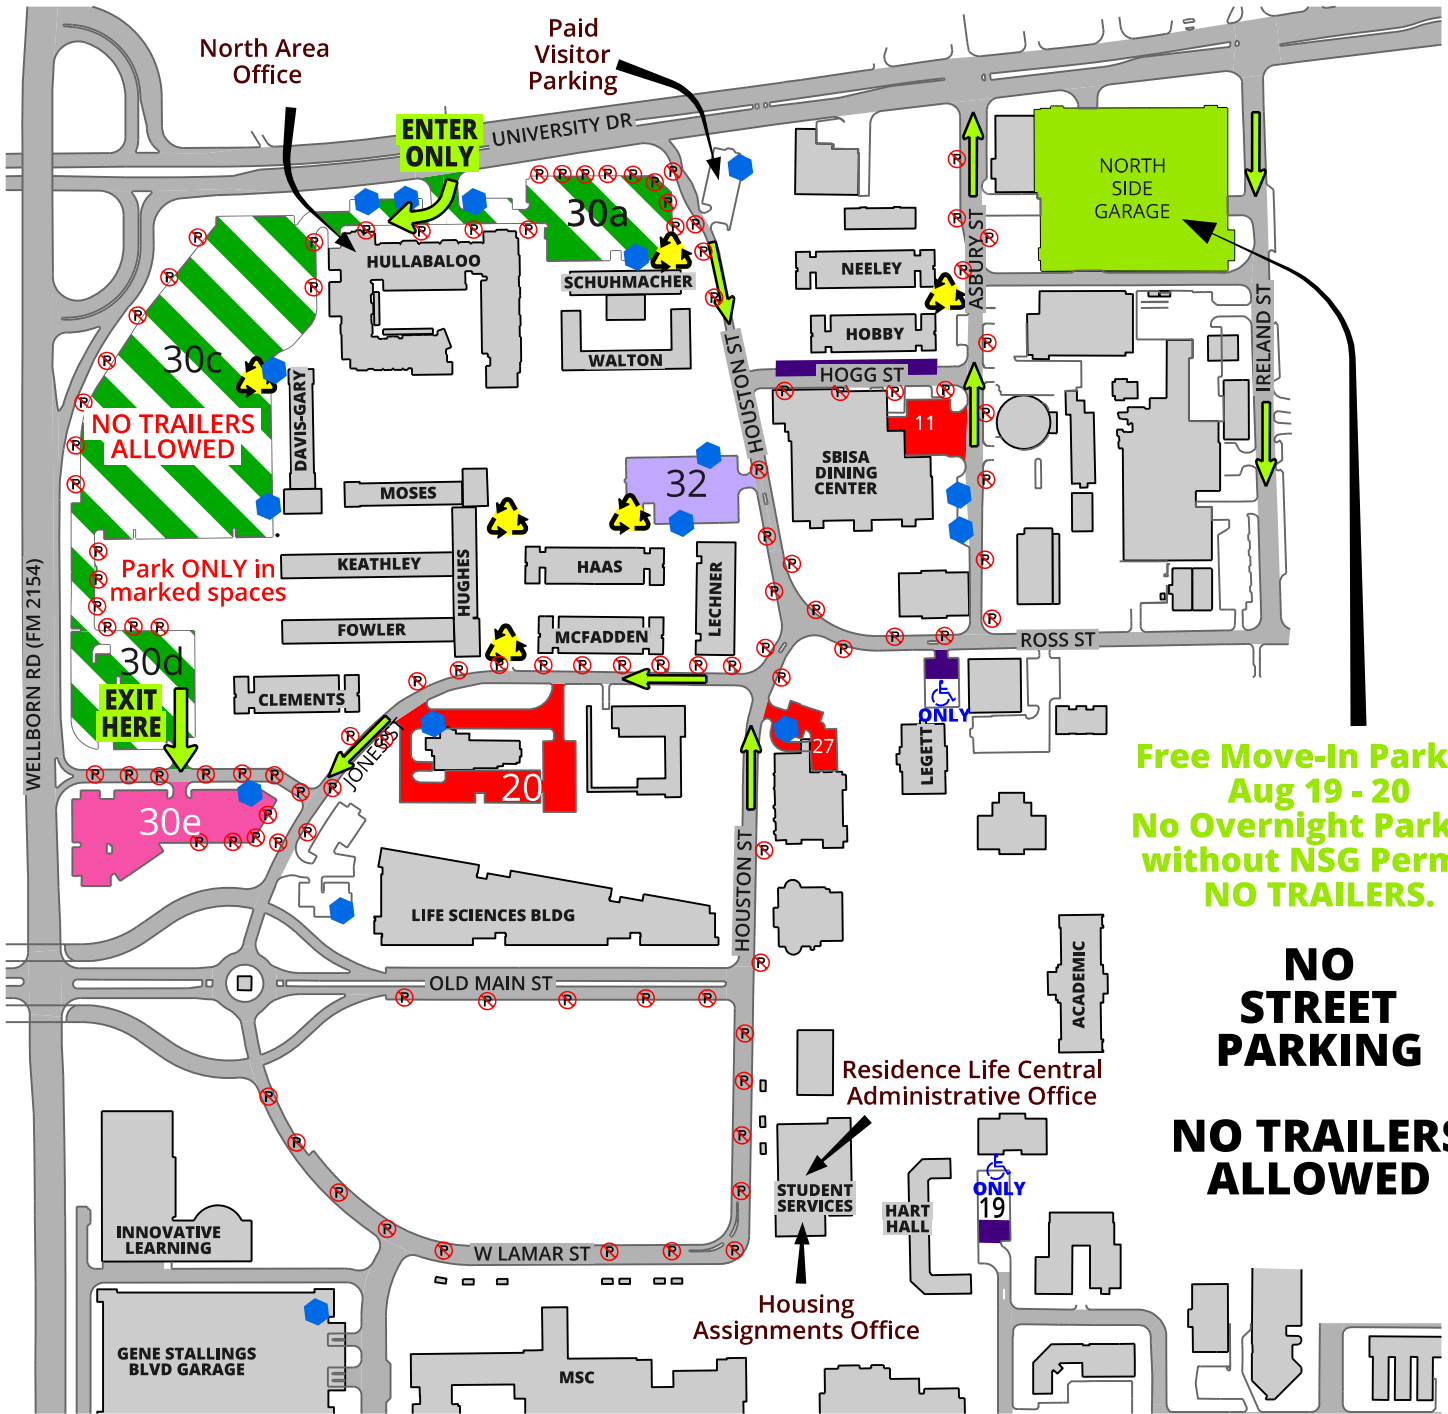 North Area
Office
Paid
Visitor
Parking
ENTER
ONLY
UNIVERSITY DR
30a
HULLABALOO
SCHUHMACHER
WALTON
NEELEY
HOBBY
HOGG ST
ASBURY ST
NORTH
SIDE
GARAGE
IRELAND ST
HOUSTON ST
30c
NO TRAILERS
ALLOWED
DAVIS-GARY
MOSES
32
SBISA
DINING
CENTER
11
Park ONLY in
marked spaces
KEATHLEY
HUGHES
HAAS
LECHNER
FOWLER
MCFADDEN
ROSS ST
WELLBORN RD (FM 2154)
30d
EXIT
HERE
CLEMENTS
JONES ST
20
27
ONLY
LEGETT
30e
HOUSTON ST
LIFE SCIENCES BLDG
OLD MAIN ST
Free Move-In Park
Aug 19 - 20
No Overnight Park
without NSG Perm
NO TRAILERS.
NO
STREET
PARKING
NO TRAILERS
ALLOWED
ACADEMIC
Residence Life Central
Administrative Office
STUDENT
SERVICES
HART
HALL
ONLY
19
INNOVATIVE
LEARNING
W LAMAR ST
Housing
Assignments Office
GENE STALLINGS
BLVD GARAGE
MSC